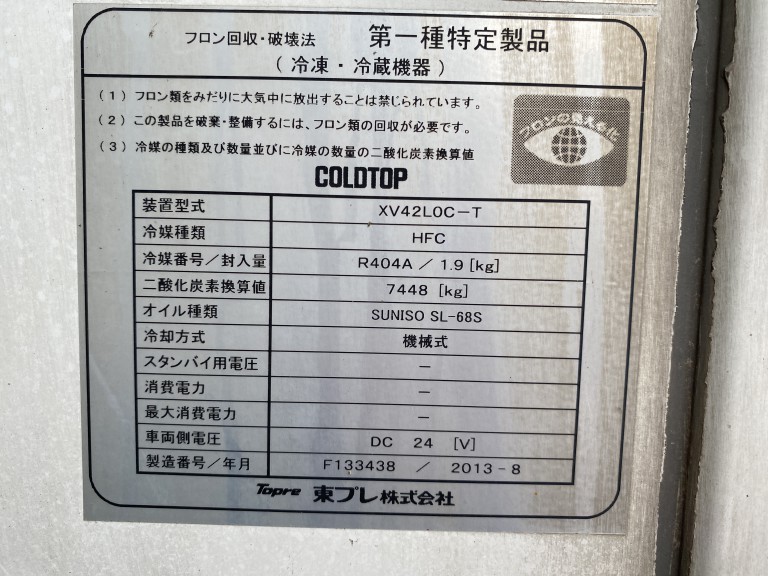 フロン回収・破壊法 第一種特定製品
（冷凍・冷蔵機器）
（1）フロン類をみだりに大気中に放出することは禁じられています。
（2）この製品を破棄・整備するには、フロン類の回収が必要です。
（3）冷媒の種類及び数量並びに冷媒の数量の二酸化炭素換算値
フロンの見える化
COLDTOP
装置型式 XV42L0C-T
冷媒種類 HFC
冷媒番号／封入量 R404A ／ 1.9 [kg]
二酸化炭素換算値 7448 [kg]
オイル種類 SUNISO SL-68S
冷却方式 機械式
スタンバイ用電圧 －
消費電力 －
最大消費電力 －
車両側電圧 DC 24 [V]
製造番号／年月 F133438 ／ 2013-8
Topre 東プレ株式会社